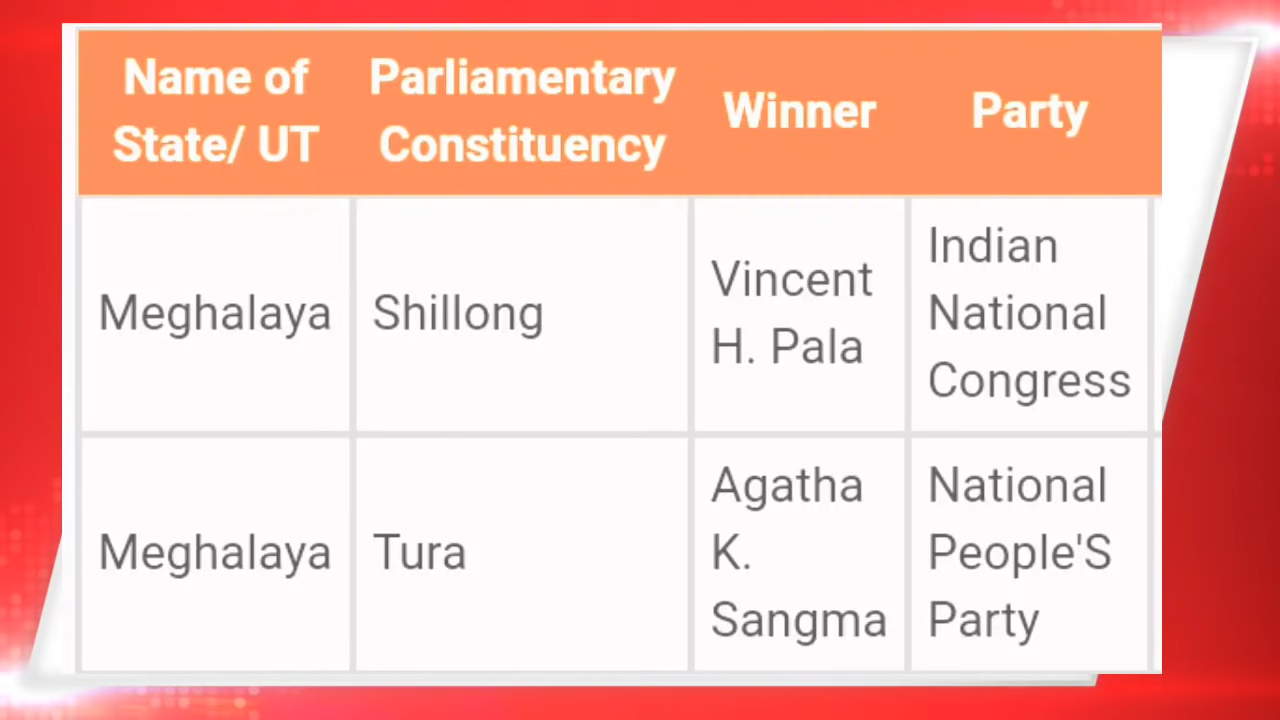 Name of State/ UT
Parliamentary Constituency
Winner
Party
Meghalaya
Shillong
Vincent H. Pala
Indian National Congress
Meghalaya
Tura
Agatha K. Sangma
National People'S Party